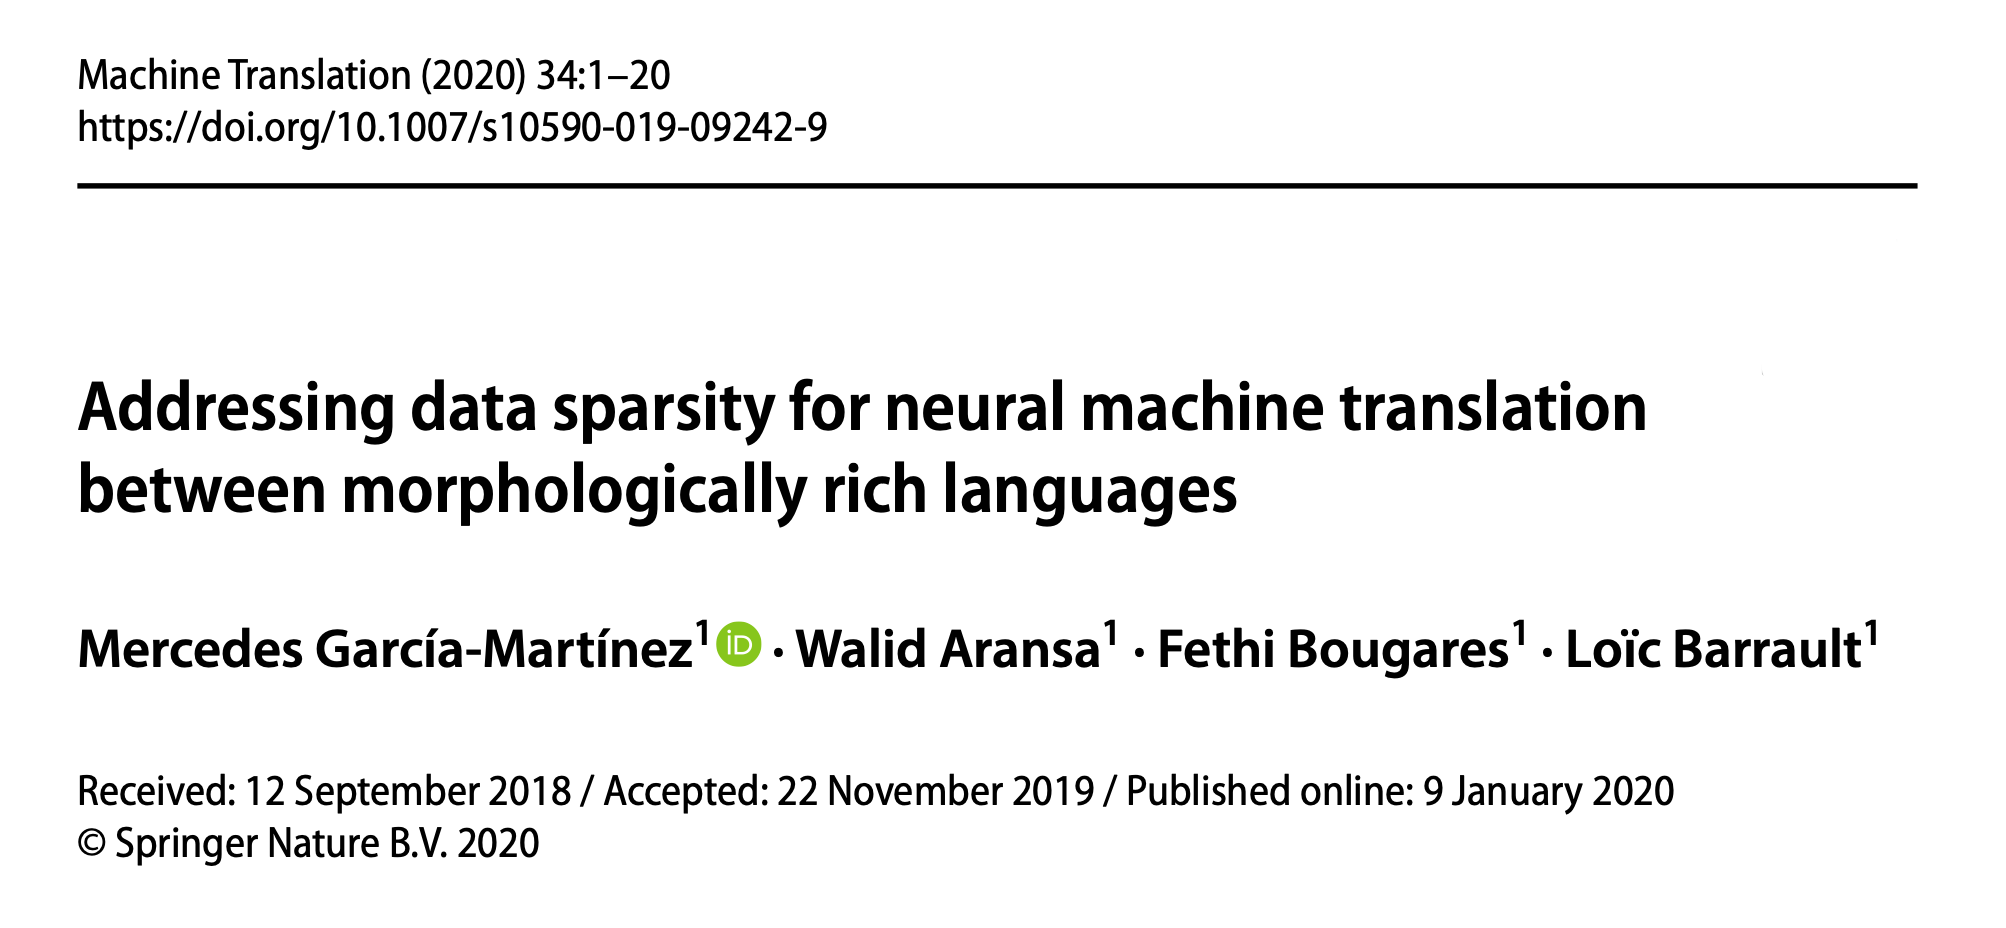 Machine Translation (2020) 34:1–20
https://doi.org/10.1007/s10590-019-09242-9
Addressing data sparsity for neural machine translation
between morphologically rich languages
Mercedes García-Martínez1 iD · Walid Aransa1 · Fethi Bougares1 · Loïc Barrault1
Received: 12 September 2018 / Accepted: 22 November 2019 / Published online: 9 January 2020
© Springer Nature B.V. 2020